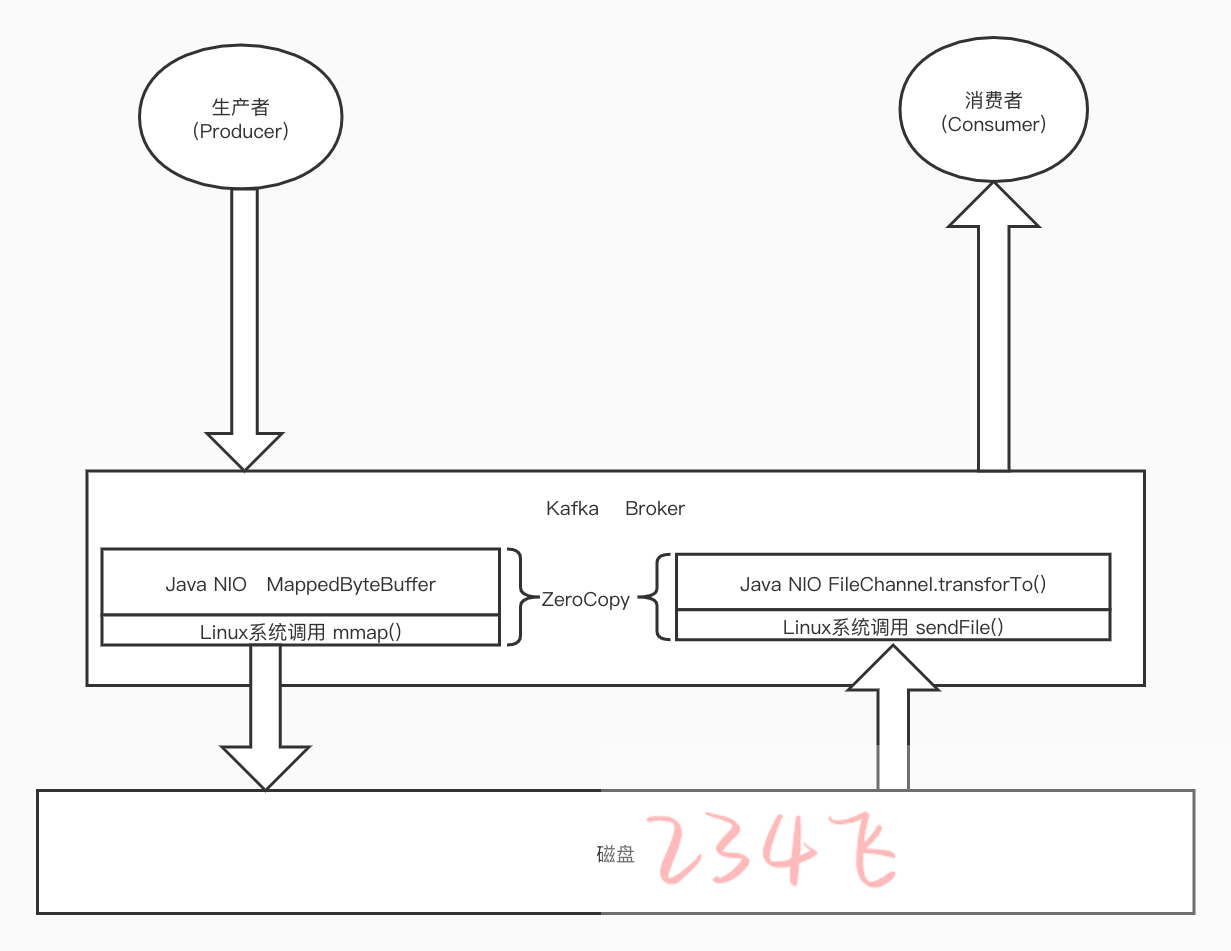 生产者
(Producer)
消费者
(Consumer)
Kafka Broker
Java NIO MappedByteBuffer
Linux系统调用 mmap()
ZeroCopy
Java NIO FileChannel.transforTo()
Linux系统调用 sendFile()
磁盘
234飞